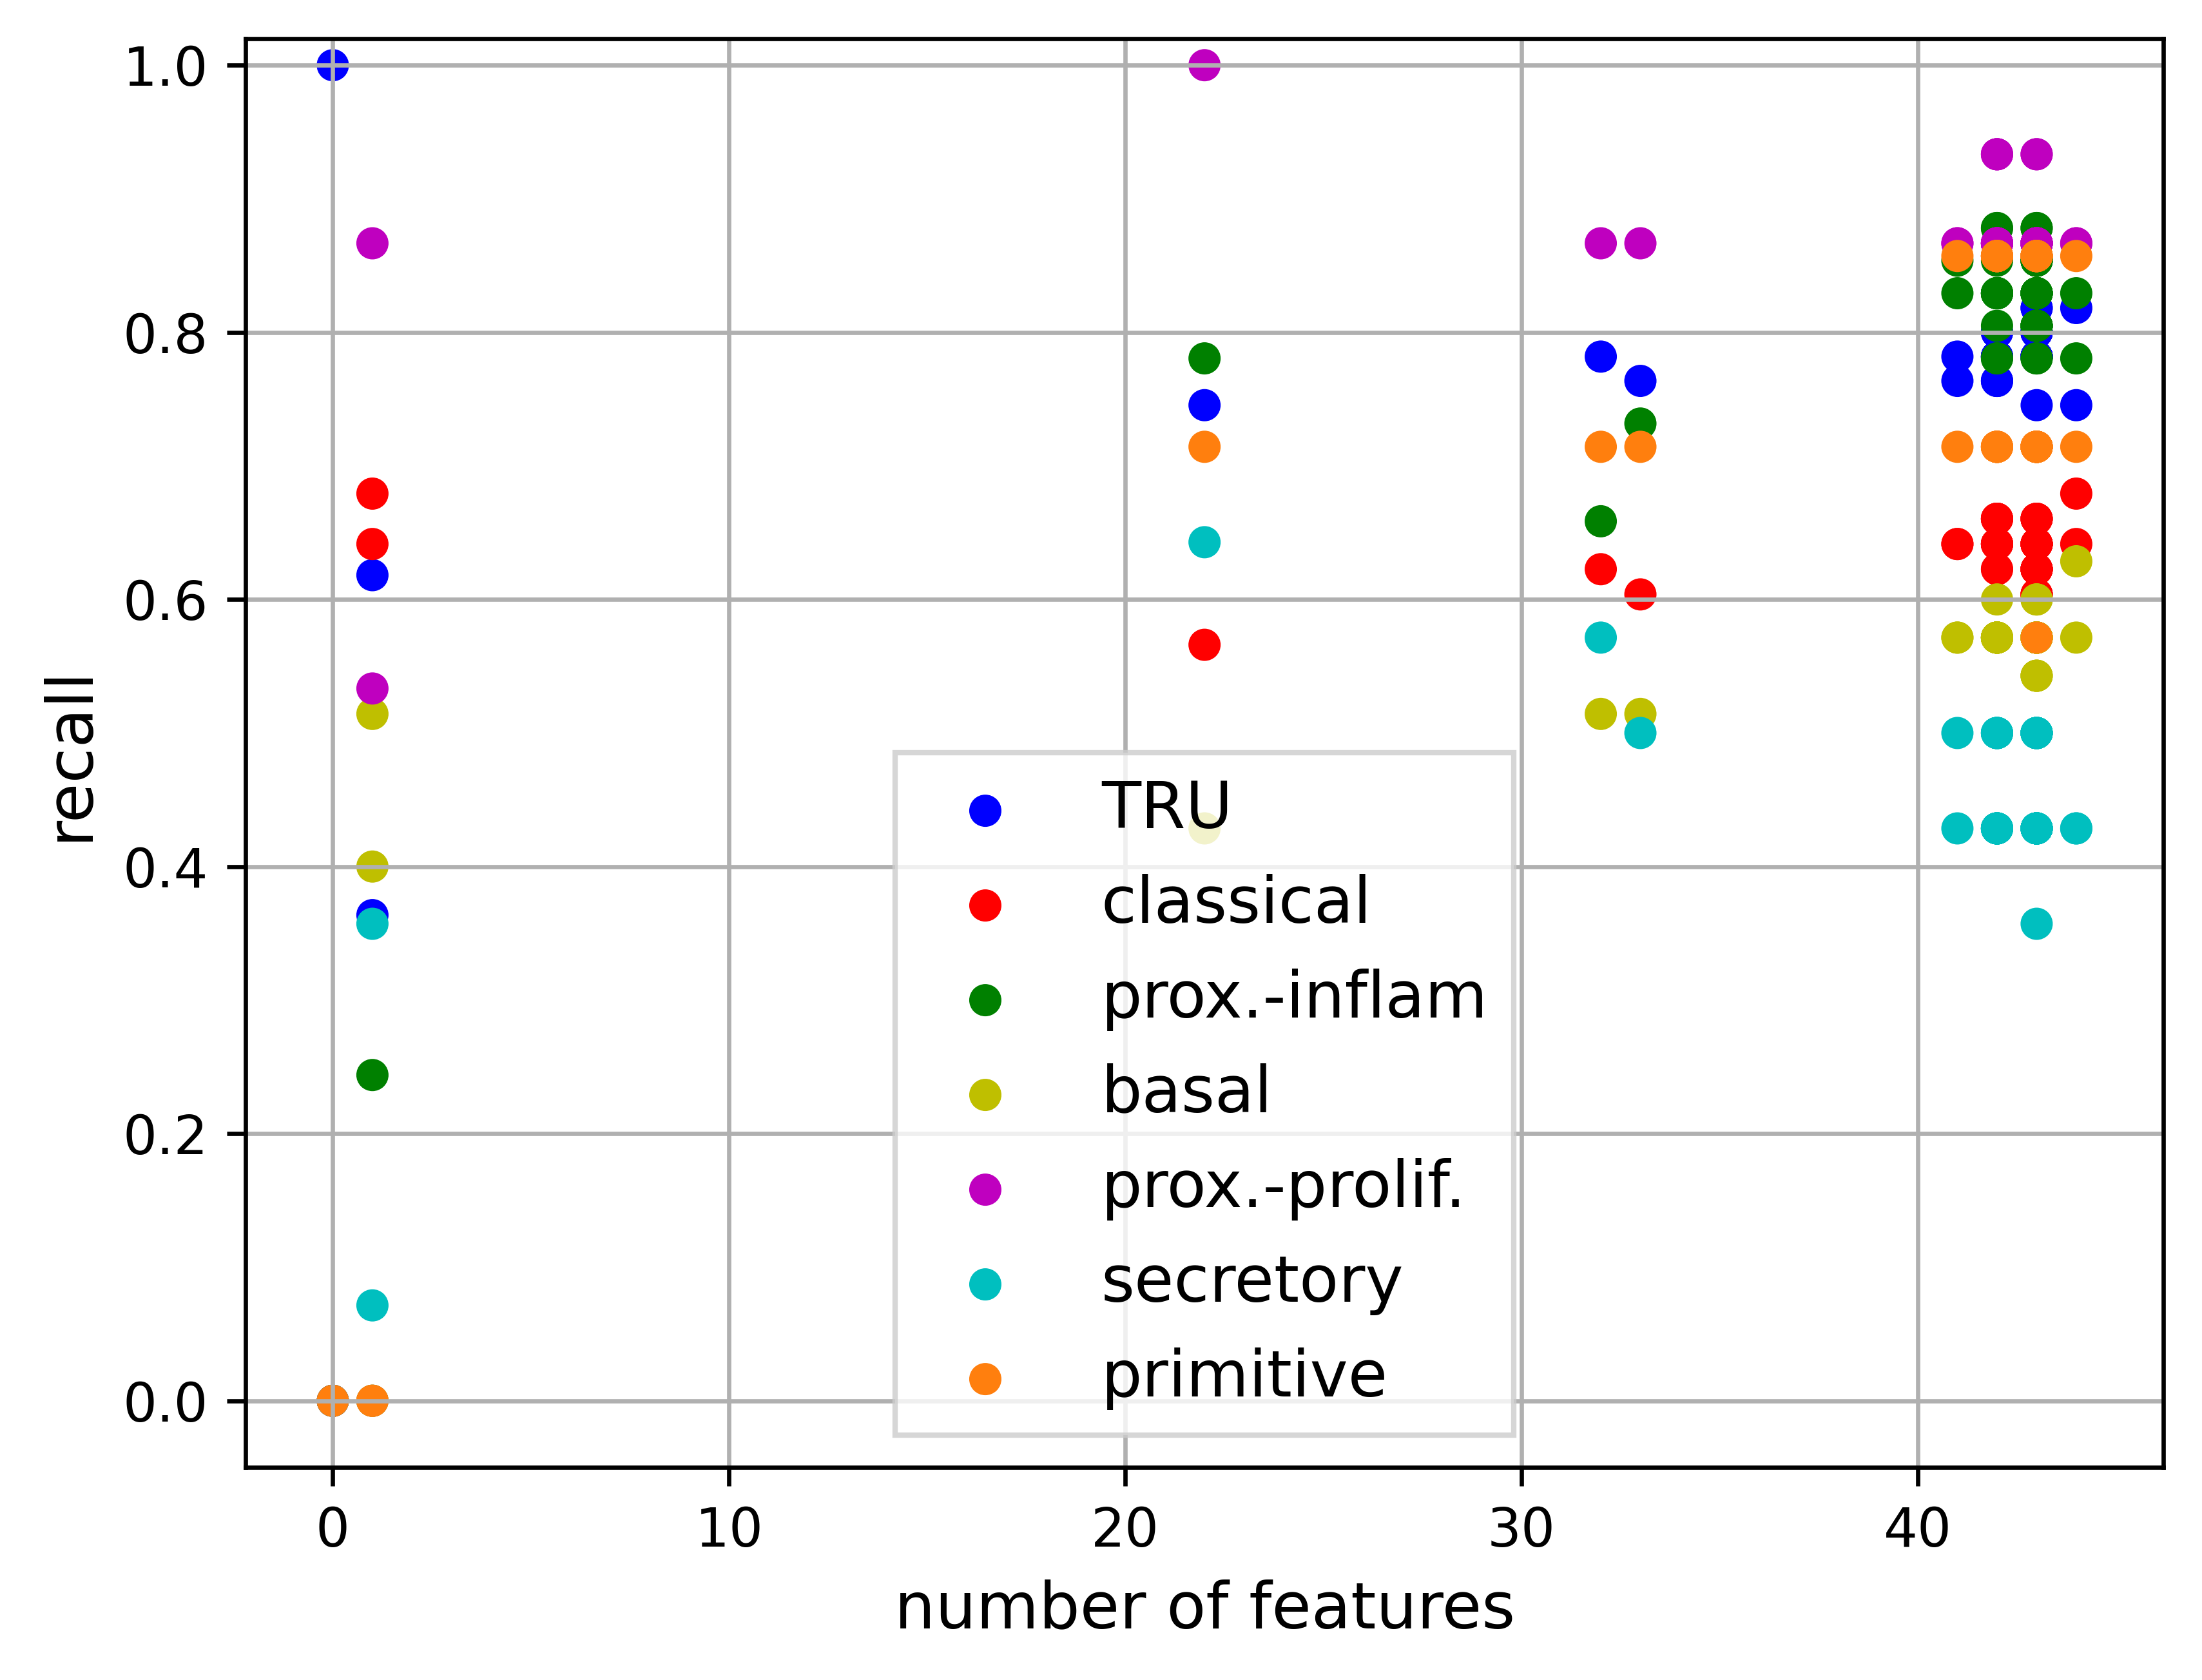 1.0
0.8
0.6
0.4
0.2
0.0
recall
TRU
classical
prox.-inflam
basal
prox.-prolif.
secretory
primitive
0 10 20 30 40
number of features